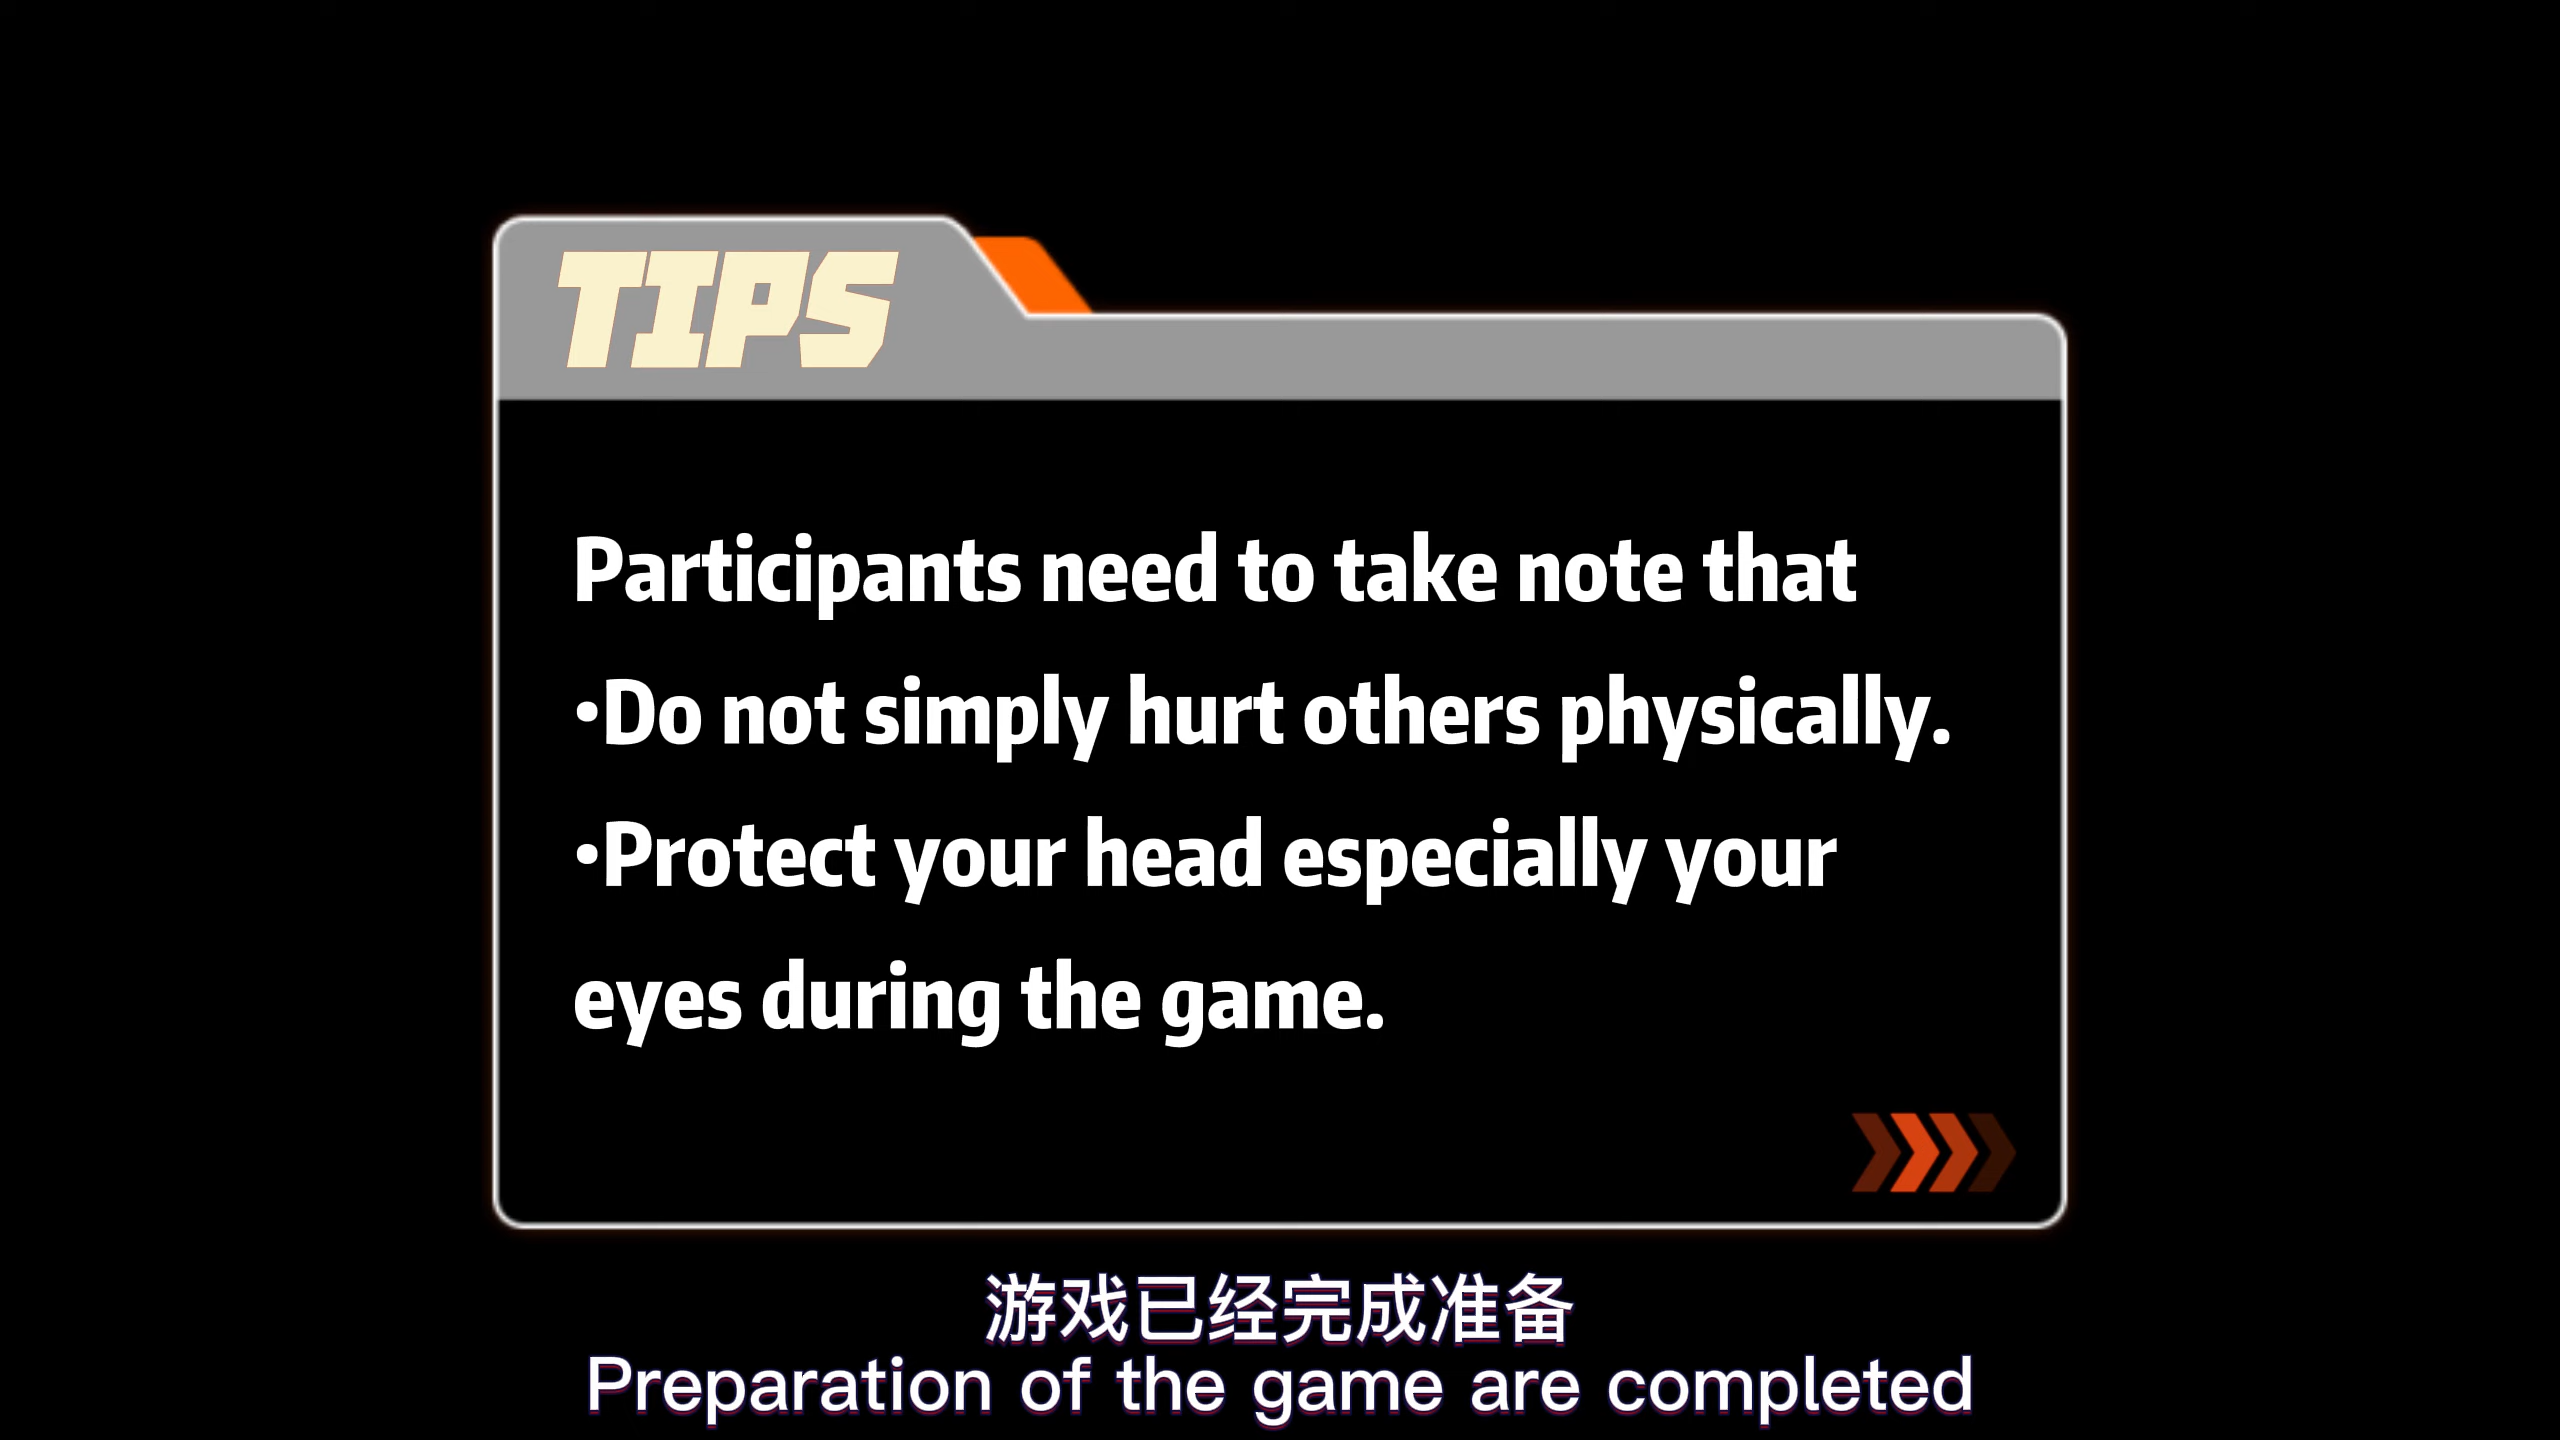 TIPS
Participants need to take note that
•Do not simply hurt others physically.
•Protect your head especially your
eyes during the game.
游戏已经完成准备
Preparation of the game are completed